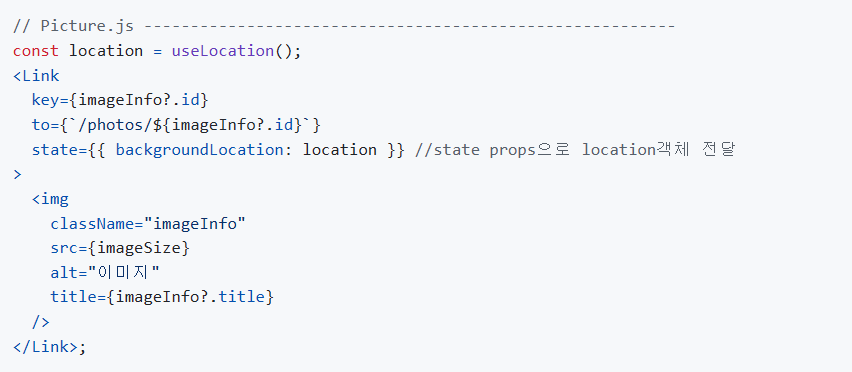 // Picture.js ---------------------------------------------------------
const location = useLocation();
<Link
  key={imageInfo?.id}
  to={`/photos/${imageInfo?.id}`}
  state={{ backgroundLocation: location }} //state props으로 location객체 전달
>
  <img
    className="imageInfo"
    src={imageSize}
    alt="이미지"
    title={imageInfo?.title}
  />
</Link>;